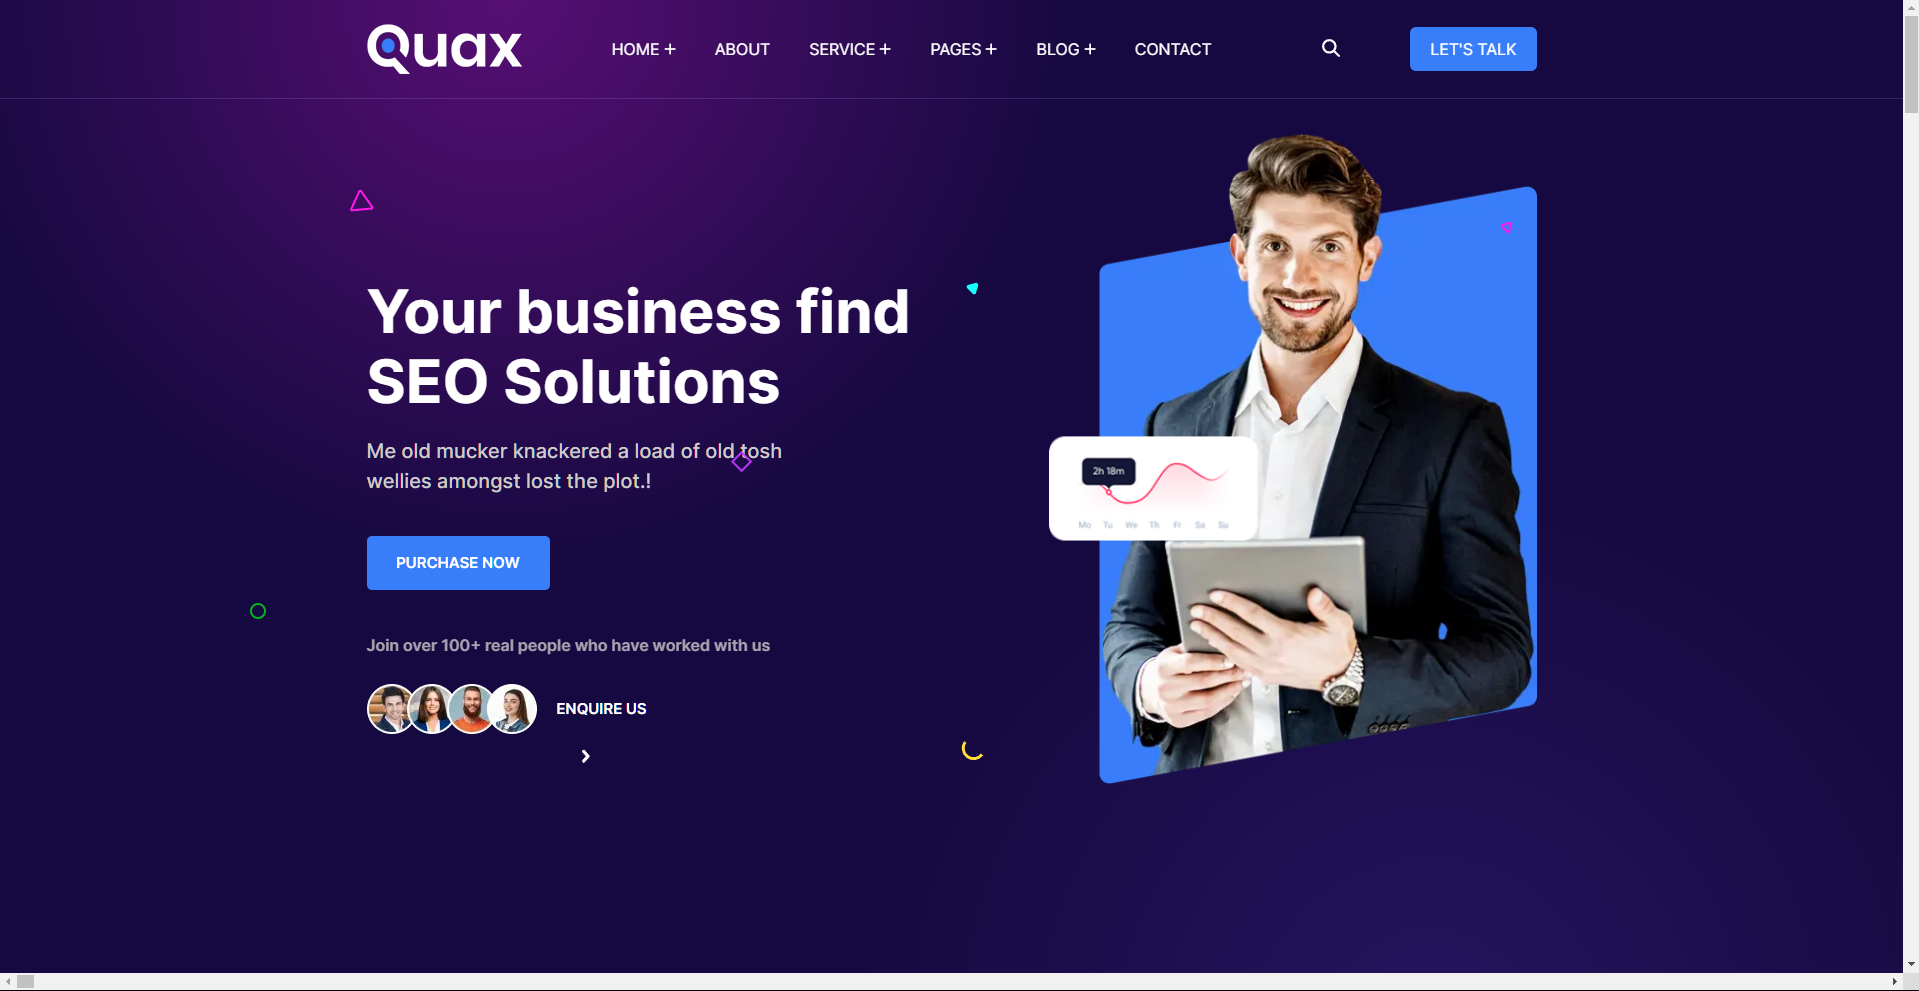 Quax
HOME + ABOUT SERVICE + PAGES + BLOG + CONTACT LET'S TALK
Your business find
SEO Solutions
Me old mucker knackered a load of old tosh
wellies amongst lost the plot.!
PURCHASE NOW
Join over 100+ real people who have worked with us
ENQUIRE US
2h 18m
Mo Tu We Th Fr Sa Su